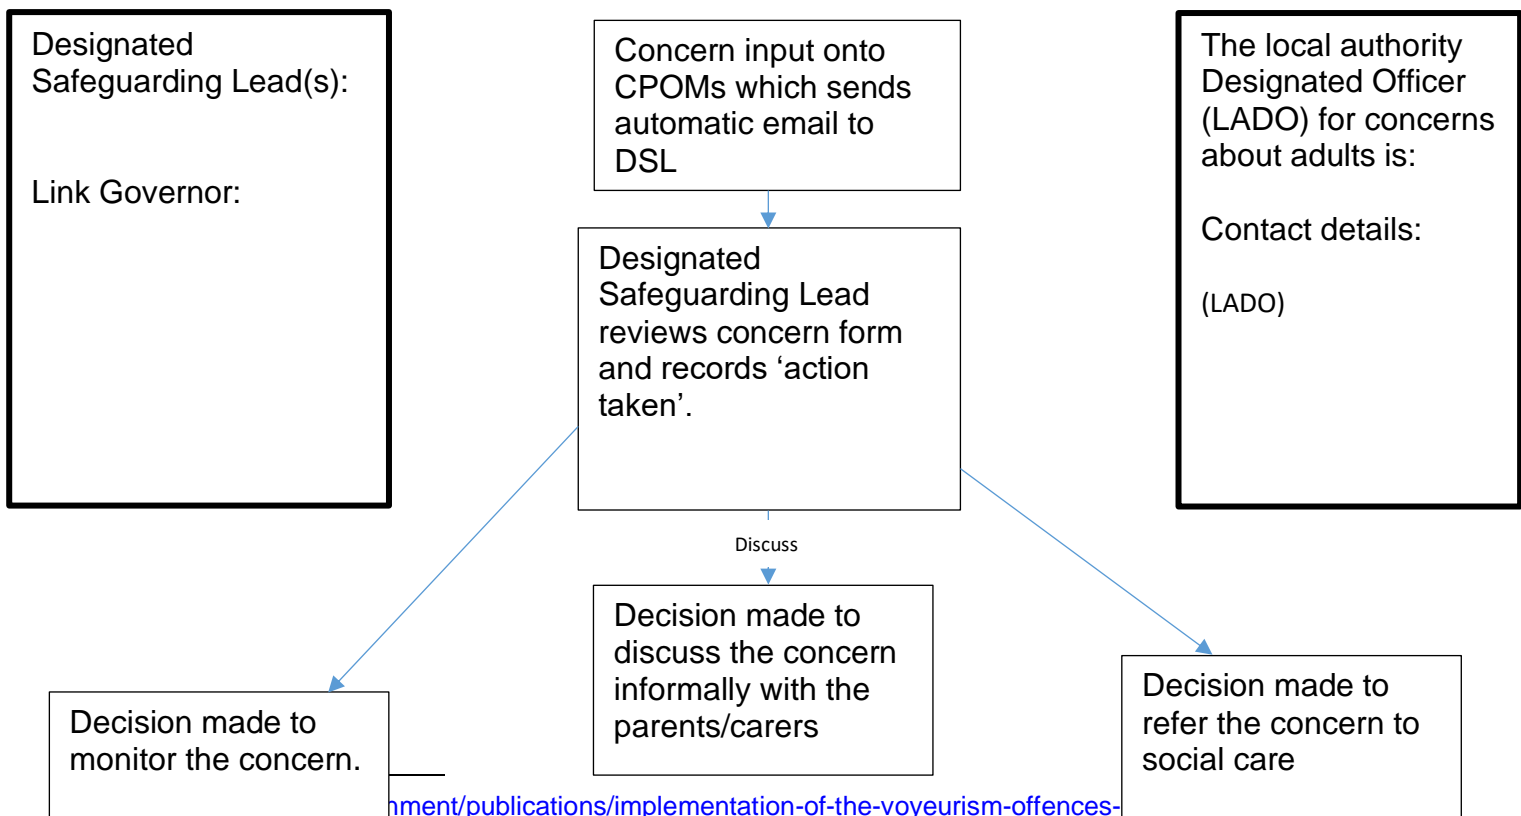 Designated
Safeguarding Lead(s):
Link Governor:
Concern input onto
CPOMs which sends
automatic email to
DSL
The local authority
Designated Officer
(LADO) for concerns
about adults is:
Contact details:
(LADO)
Designated
Safeguarding Lead
reviews concern form
and records ‘action
taken’.
Discuss
Decision made to
monitor the concern.
Decision made to
discuss the concern
informally with the
parents/carers
Decision made to
refer the concern to
social care
nment/publications/implementation-of-the-voyeurism-offences-